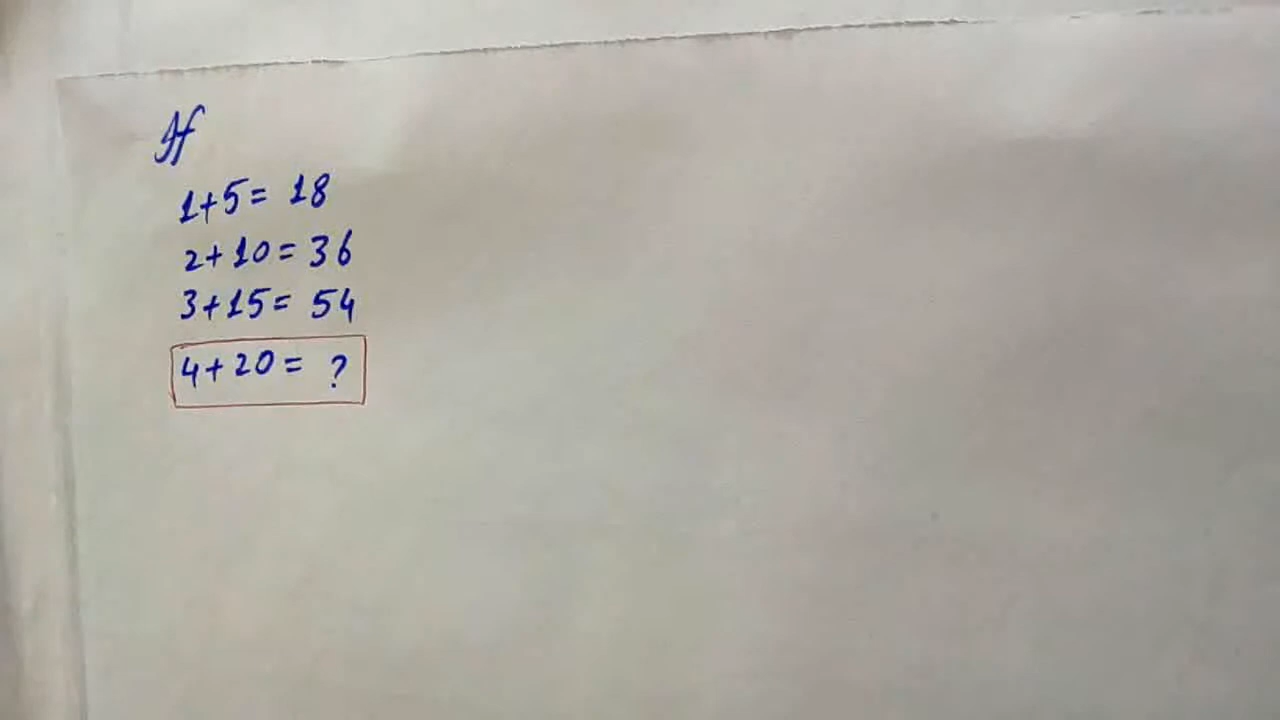 If
1+5= 18
2+10=36
3+15= 54
4+20= ?